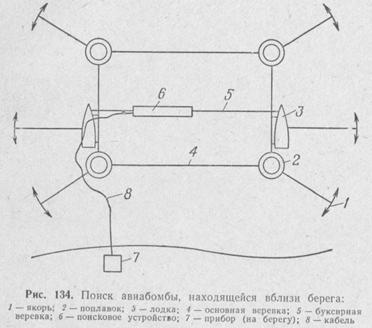 6
5
3
4
2
8
1
7
Рис. 134. Поиск авиабомбы, находящейся вблизи берега:
1 — якорь; 2 — поплавок; 3 — лодка; 4 — основная веревка; 5 — буксирная
веревка; 6 — поисковое устройство; 7 — прибор (на берегу); 8 — кабель